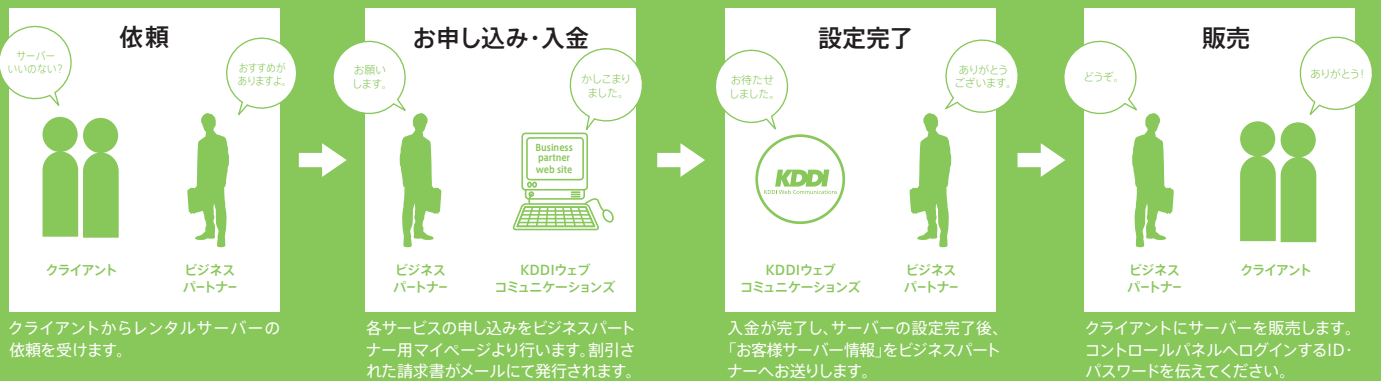 依頼
サーバー
いいのない?
おすすめが
ありますよ。
クライアント
ビジネス
パートナー
クライアントからレンタルサーバーの
依頼を受けます。
お申し込み・入金
お願い
します。
かしこまり
ました。
Business
partner
web site
ビジネス
パートナー
KDDIウェブ
コミュニケーションズ
各サービスの申し込みをビジネスパート
ナー用マイページより行います。割引さ
れた請求書がメールにて発行されます。
設定完了
お待たせ
しました。
ありがとう
ございます。
KDDI
KDDI Web Communications
KDDIウェブ
コミュニケーションズ
ビジネス
パートナー
入金が完了し、サーバーの設定完了後、
「お客様サーバー情報」をビジネスパート
ナーへお送りします。
販売
どうぞ。
ありがとう!
ビジネス
パートナー
クライアント
クライアントにサーバーを販売します。
コントロールパネルへログインするID・
パスワードを伝えてください。